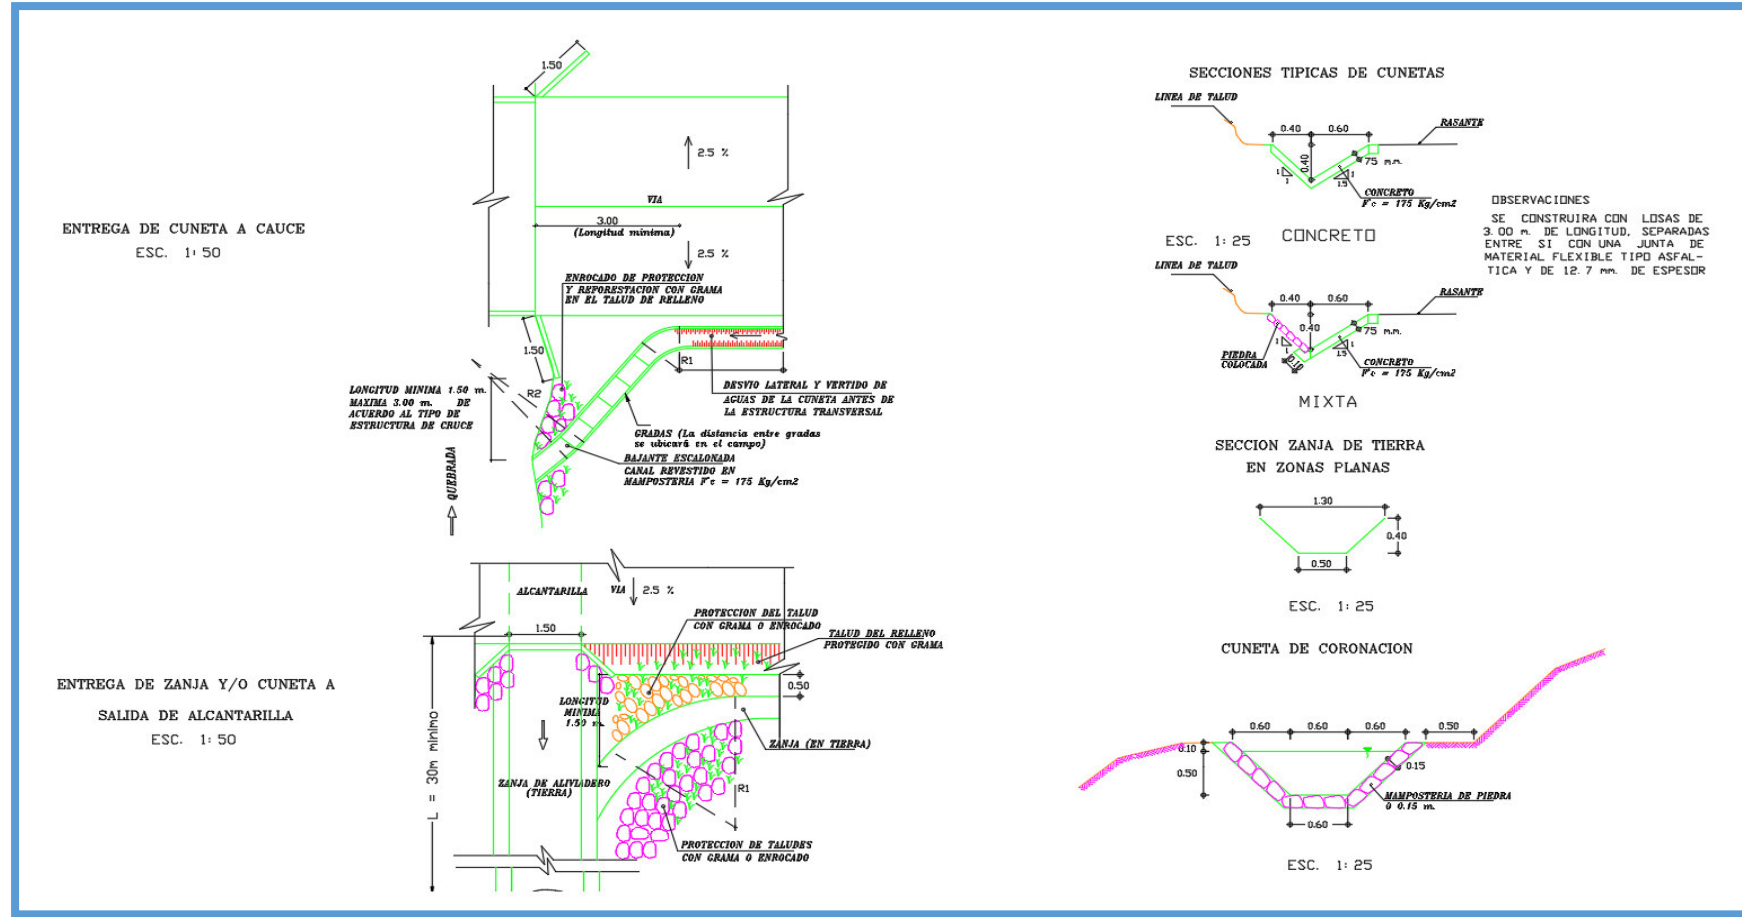 ENTREGA DE CUNETA A CAUCE
ESC. 1:50
1.50
2.5 %
VIA
3.00
(Longitud minima)
2.5 %
ENROCADO DE PROTECCION
Y REFORESTACION CON GRAMA
EN EL TALUD DE RELLENO
1.50
R1
R2
LONGITUD MINIMA 1.50 m.
MAXIMA 3.00 m. DE
ACUERDO AL TIPO DE
ESTRUCTURA DE CRUCE
DESVIO LATERAL Y VERTIDO DE
AGUAS DE LA CUNETA ANTES DE
LA ESTRUCTURA TRANSVERSAL
GRADAS (La distancia entre gradas
se ubicará en el campo)
BAJANTE ESCALONADA
CANAL REVESTIDO EN
MAMPOSTERIA F'c = 175 Kg/cm2
QUEBRADA
ENTREGA DE ZANJA Y/O CUNETA A
SALIDA DE ALCANTARILLA
ESC. 1:50
ALCANTARILLA
VIA
2.5 %
1.50
PROTECCION DEL TALUD
CON GRAMA O ENROCADO
TALUD DEL RELLENO
PROTEGIDO CON GRAMA
0.50
LONGITUD
MINIMA
1.50 m.
ZANJA (EN TIERRA)
ZANJA DE ALIVIADERO
(TIERRA)
R1
L = 30m minimo
PROTECCION DE TALUDES
CON GRAMA O ENROCADO
SECCIONES TIPICAS DE CUNETAS
LINEA DE TALUD
0.40
0.60
RASANTE
0.40
75 m.m.
1
1
1
1.5
CONCRETO
F'c = 175 Kg/cm2
ESC. 1:25
CONCRETO
OBSERVACIONES
SE CONSTRUIRA CON LOSAS DE
3.00 m. DE LONGITUD, SEPARADAS
ENTRE SI CON UNA JUNTA DE
MATERIAL FLEXIBLE TIPO ASFAL-
TICA Y DE 12.7 mm. DE ESPESOR
LINEA DE TALUD
0.40
0.60
RASANTE
0.40
75 m.m.
1
1
1
1.5
PIEDRA
COLOCADA
0.10
CONCRETO
F'c = 175 Kg/cm2
MIXTA
SECCION ZANJA DE TIERRA
EN ZONAS PLANAS
1.30
0.40
0.50
ESC. 1:25
CUNETA DE CORONACION
0.60
0.60
0.60
0.50
0.10
0.50
0.15
MAMPOSTERIA DE PIEDRA
0 0.15 m.
0.60
ESC. 1:25